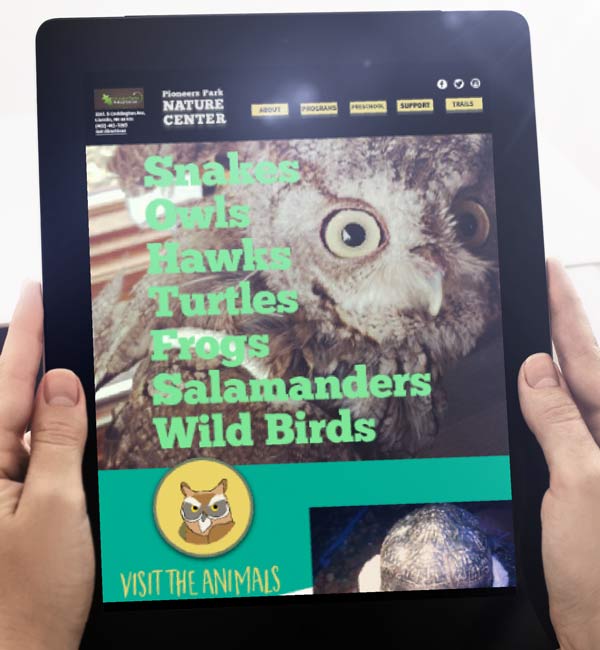 Pioneers Park
NATURE
CENTER
ABOUT
PROGRAMS
PRESCHOOL
SUPPORT
TRAILS
Snakes
Owls
Hawks
Turtles
Frogs
Salamanders
Wild Birds
VISIT THE ANIMALS